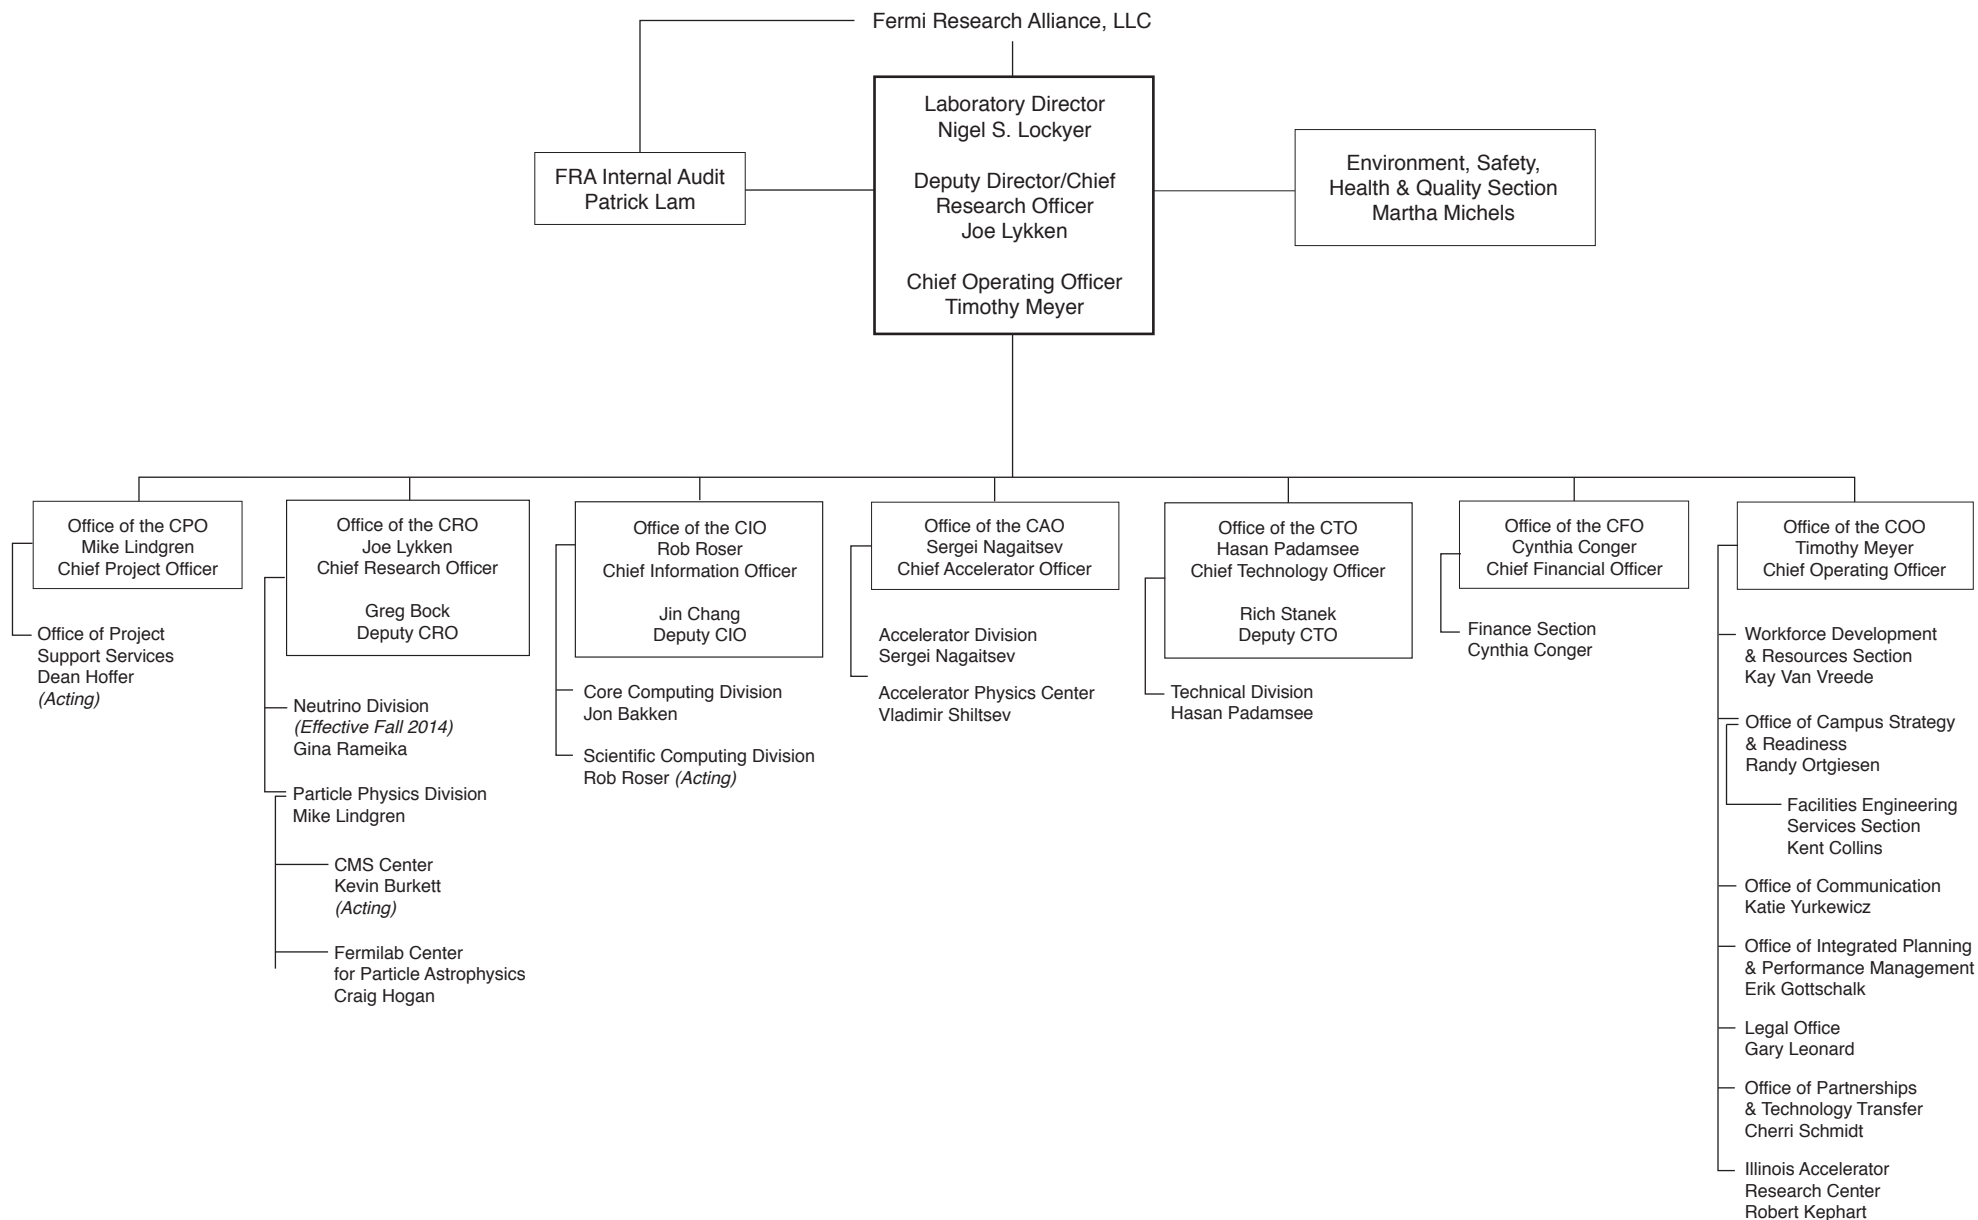 Fermi Research Alliance, LLC
Laboratory Director
Nigel S. Lockyer
Deputy Director/Chief
Research Officer
Joe Lykken
Chief Operating Officer
Timothy Meyer
FRA Internal Audit
Patrick Lam
Environment, Safety,
Health & Quality Section
Martha Michels
Office of the CPO
Mike Lindgren
Chief Project Officer
Office of Project
Support Services
Dean Hoffer
(Acting)
Office of the CRO
Joe Lykken
Chief Research Officer
Greg Bock
Deputy CRO
Neutrino Division
(Effective Fall 2014)
Gina Rameika
Particle Physics Division
Mike Lindgren
CMS Center
Kevin Burkett
(Acting)
Fermilab Center
for Particle Astrophysics
Craig Hogan
Office of the CIO
Rob Roser
Chief Information Officer
Jin Chang
Deputy CIO
Core Computing Division
Jon Bakken
Scientific Computing Division
Rob Roser (Acting)
Office of the CAO
Sergei Nagaitsev
Chief Accelerator Officer
Accelerator Division
Sergei Nagaitsev
Accelerator Physics Center
Vladimir Shiltsev
Office of the CTO
Hasan Padamsee
Chief Technology Officer
Rich Stanek
Deputy CTO
Technical Division
Hasan Padamsee
Office of the CFO
Cynthia Conger
Chief Financial Officer
Finance Section
Cynthia Conger
Office of the COO
Timothy Meyer
Chief Operating Officer
Workforce Development
& Resources Section
Kay Van Vreede
Office of Campus Strategy
& Readiness
Randy Ortgiesen
Facilities Engineering
Services Section
Kent Collins
Office of Communication
Katie Yurkewicz
Office of Integrated Planning
& Performance Management
Erik Gottschalk
Legal Office
Gary Leonard
Office of Partnerships
& Technology Transfer
Cherri Schmidt
Illinois Accelerator
Research Center
Robert Kephart